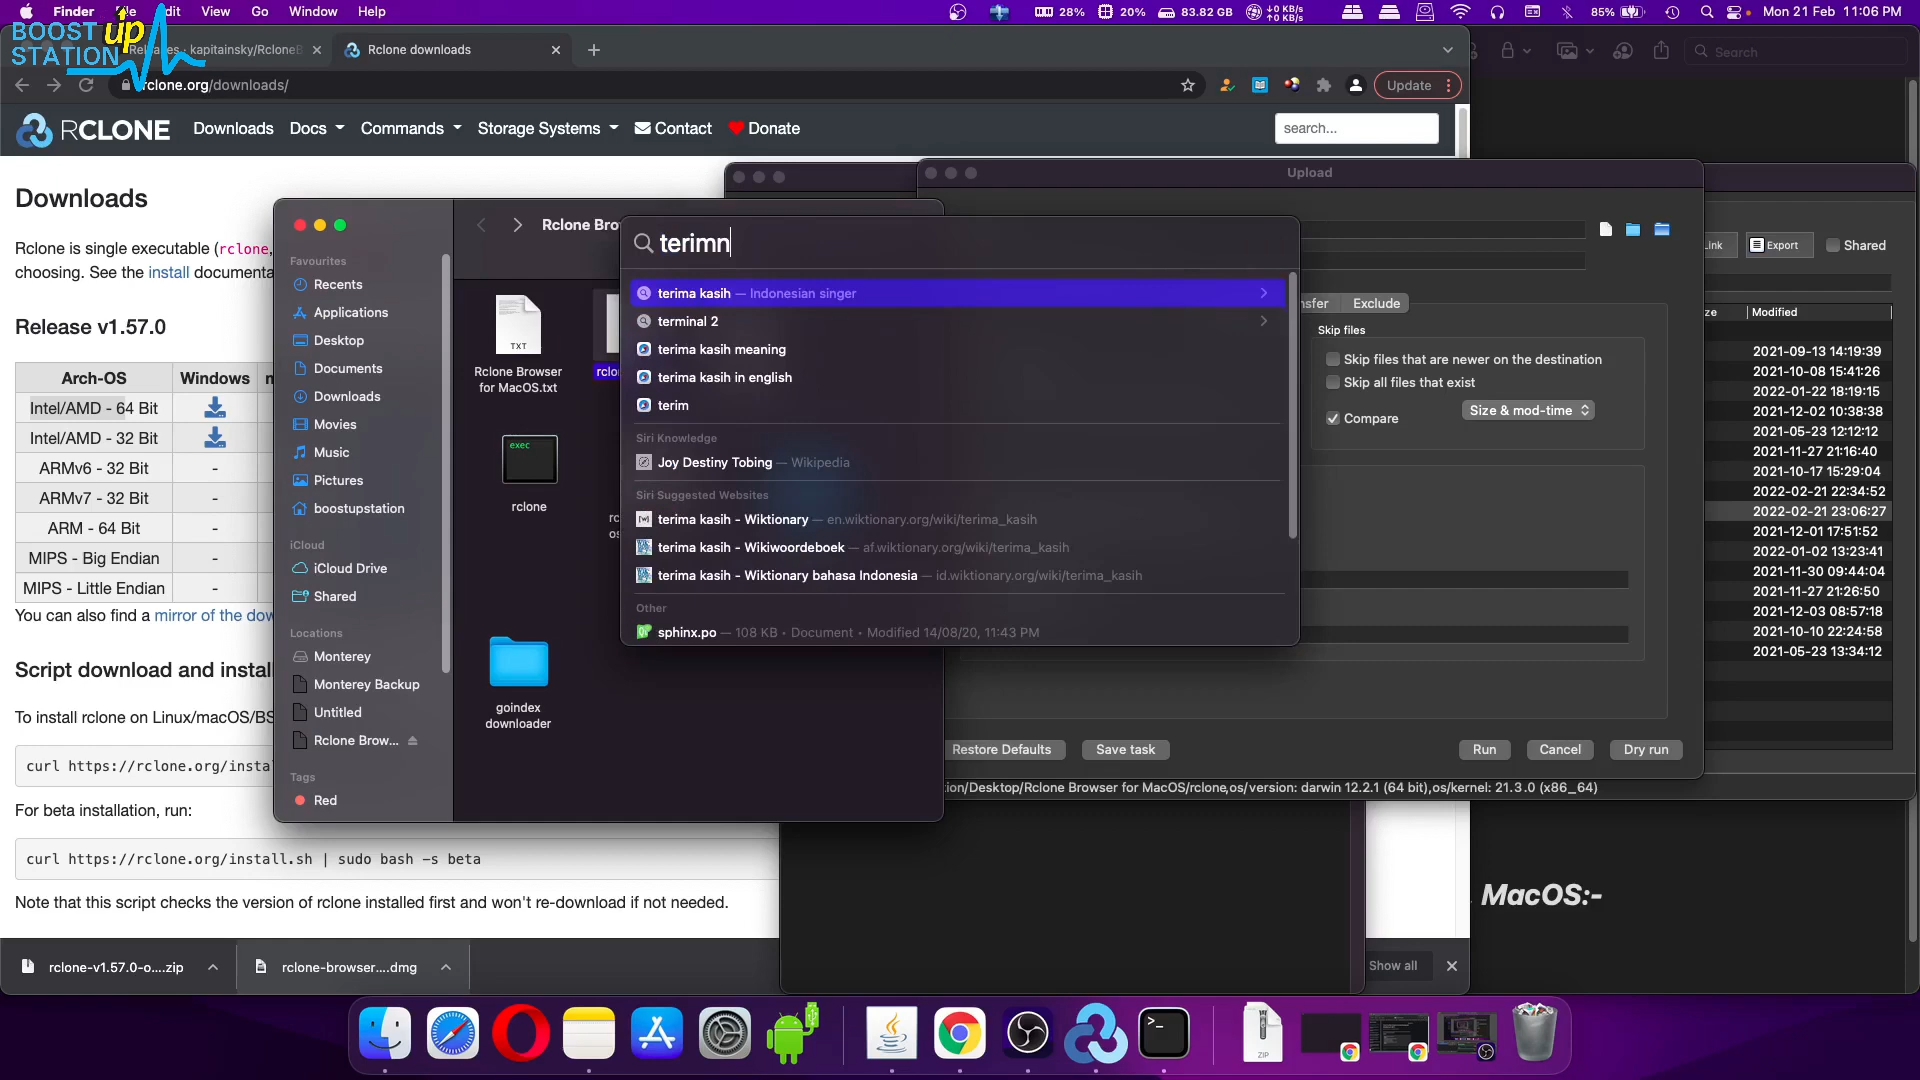 Finder
Edit
View
Go
Window
Help
28%
20%
83.82 GB
↑0 KB/s
↓0 KB/s
85%
Mon 21 Feb 11:06 PM
BOOST up
STATION
Releases · kapitainsky/RcloneB
Rclone downloads
Search
rclone.org/downloads/
Update
RCLONE
Downloads
Docs
Commands
Storage Systems
Contact
Donate
search...
Downloads
Rclone is single executable (rclone,
choosing. See the install documenta
Release v1.57.0
Arch-OS
Windows
Intel/AMD - 64 Bit
Intel/AMD - 32 Bit
ARMv6 - 32 Bit
-
ARMv7 - 32 Bit
-
ARM - 64 Bit
-
MIPS - Big Endian
-
MIPS - Little Endian
-
You can also find a mirror of the dow
Script download and instal
To install rclone on Linux/macOS/BS
curl https://rclone.org/instal
For beta installation, run:
curl https://rclone.org/install.sh | sudo bash -s beta
Note that this script checks the version of rclone installed first and won't re-download if not needed.
rclone-v1.57.0-o....zip
rclone-browser....dmg
Show all
Favourites
Recents
Applications
Desktop
Documents
Downloads
Movies
Music
Pictures
boostupstation
iCloud
iCloud Drive
Shared
Locations
Monterey
Monterey Backup
Untitled
Rclone Brow...
Tags
Red
Rclone Bro
TXT
Rclone Browser
for MacOS.txt
rclo
exec
rclone
rc
os
goindex
downloader
terimn
terima kasih — Indonesian singer
terminal 2
terima kasih meaning
terima kasih in english
terim
Siri Knowledge
Joy Destiny Tobing — Wikipedia
Siri Suggested Websites
terima kasih - Wiktionary — en.wiktionary.org/wiki/terima_kasih
terima kasih - Wikiwoordeboek — af.wiktionary.org/wiki/terima_kasih
terima kasih - Wiktionary bahasa Indonesia — id.wiktionary.org/wiki/terima_kasih
Other
sphinx.po — 108 KB · Document · Modified 14/08/20, 11:43 PM
Upload
nsfer
Exclude
Skip files
Skip files that are newer on the destination
Skip all files that exist
Compare
Size & mod-time
Restore Defaults
Save task
Run
Cancel
Dry run
Link
Export
Shared
ze
Modified
2021-09-13 14:19:39
2021-10-08 15:41:26
2022-01-22 18:19:15
2021-12-02 10:38:38
2021-05-23 12:12:12
2021-11-27 21:16:40
2021-10-17 15:29:04
2022-02-21 22:34:52
2022-02-21 23:06:27
2021-12-01 17:51:52
2022-01-02 13:23:41
2021-11-30 09:44:04
2021-11-27 21:26:50
2021-12-03 08:57:18
2021-10-10 22:24:58
2021-05-23 13:34:12
ion/Desktop/Rclone Browser for MacOS/rclone,os/version: darwin 12.2.1 (64 bit),os/kernel: 21.3.0 (x86_64)
MacOS:-
ZIP